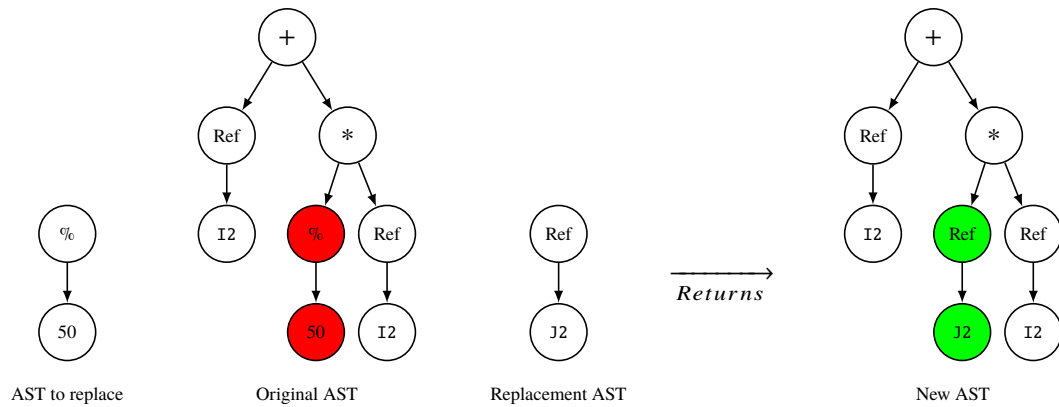 + +
Ref * Ref *
% I2 % Ref Ref I2 Ref Ref
Returns
50 50 I2 J2 J2 I2
AST to replace Original AST Replacement AST New AST